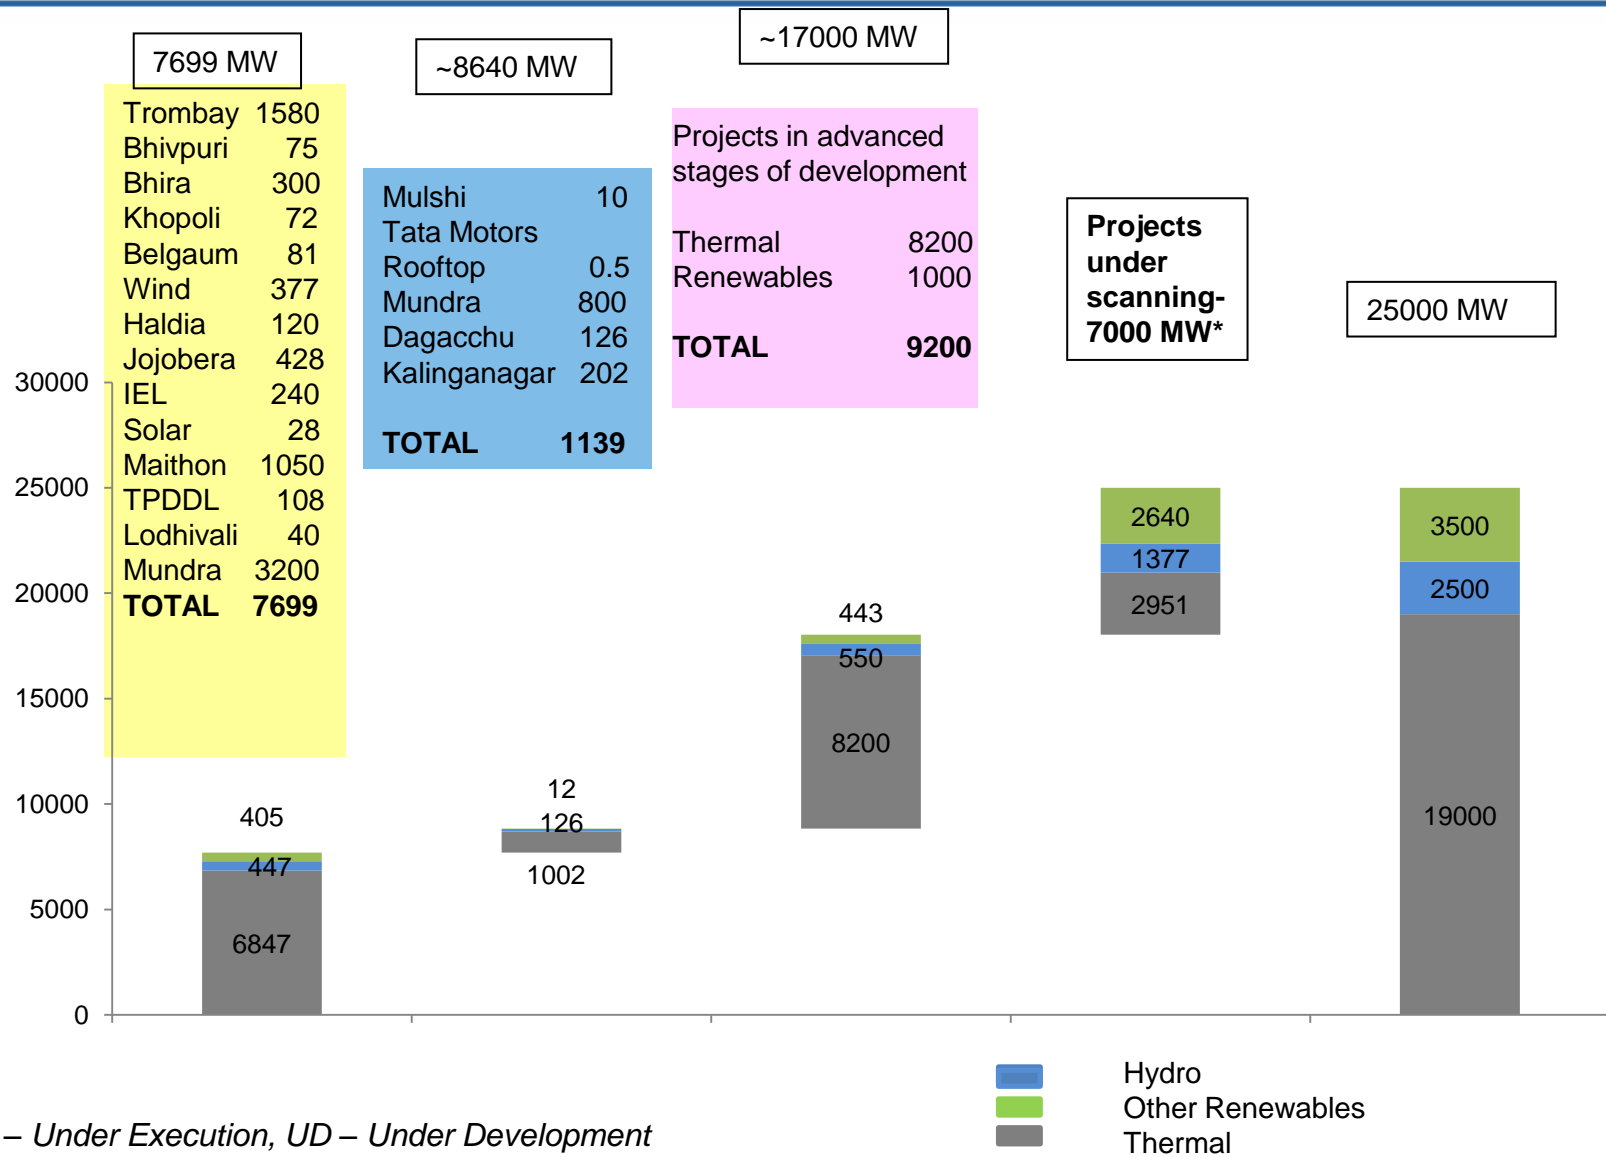 7699 MW
~8640 MW
~17000 MW
Trombay 1580
Bhivpuri 75
Bhira 300
Khopoli 72
Belgaum 81
Wind 377
Haldia 120
Jojobera 428
IEL 240
Solar 28
Maithon 1050
TPDDL 108
Lodhivali 40
Mundra 3200
TOTAL 7699
Mulshi 10
Tata Motors
Rooftop 0.5
Mundra 800
Dagacchu 126
Kalinganagar 202
TOTAL 1139
Projects in advanced
stages of development
Thermal 8200
Renewables 1000
TOTAL 9200
Projects
under
scanning-
7000 MW*
25000 MW
30000
25000
20000
15000
10000
5000
0
405
447
6847
12
126
1002
443
550
8200
2640
1377
2951
3500
2500
19000
Hydro
Other Renewables
Thermal
– Under Execution, UD – Under Development